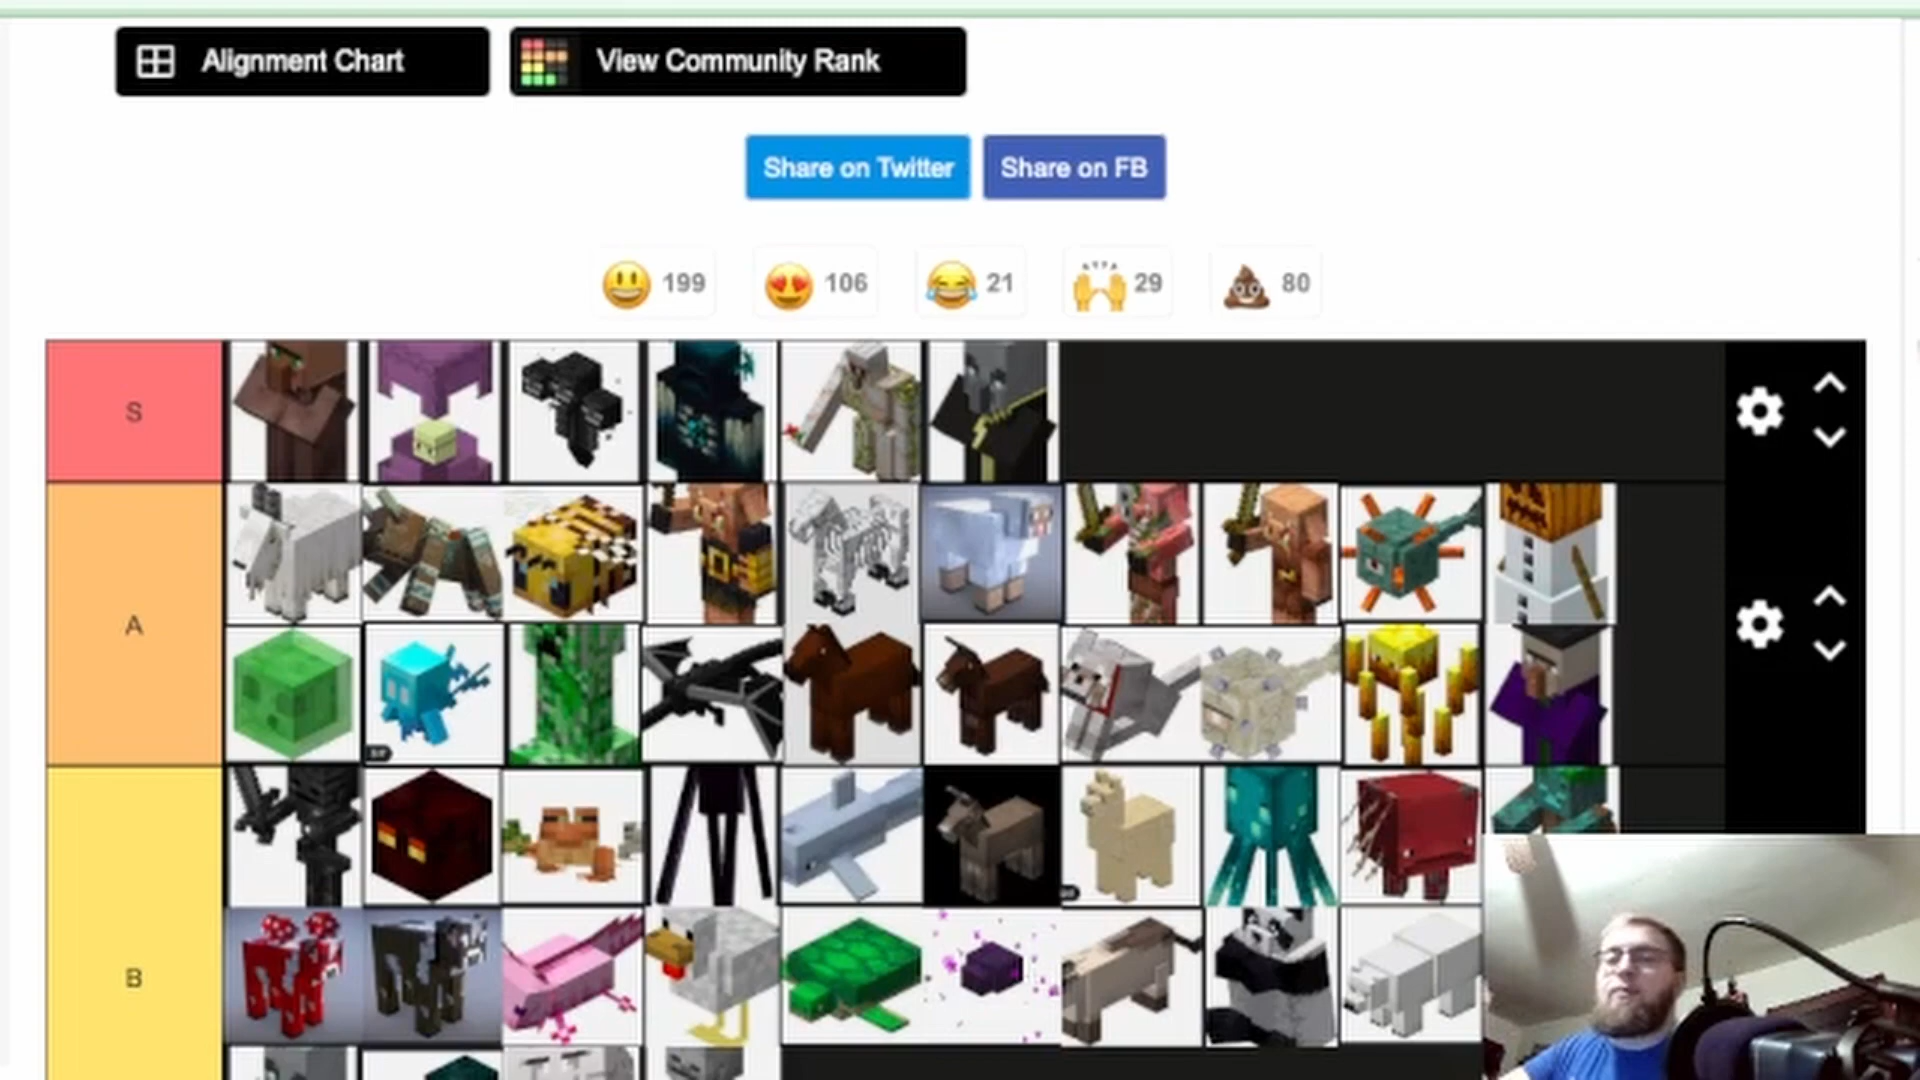 Alignment Chart
View Community Rank
Share on Twitter
Share on FB
199
106
21
29
80
S
A
B